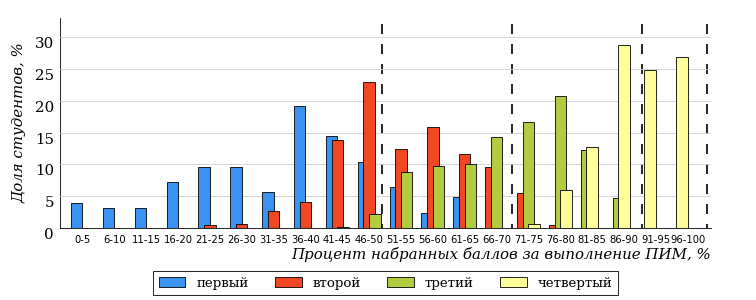 Доля студентов, %
30
25
20
15
10
5
0
0-5 6-10 11-15 16-20 21-25 26-30 31-35 36-40 41-45 46-50 51-55 56-60 61-65 66-70 71-75 76-80 81-85 86-90 91-95 96-100
Процент набранных баллов за выполнение ПИМ, %
первый второй третий четвертый